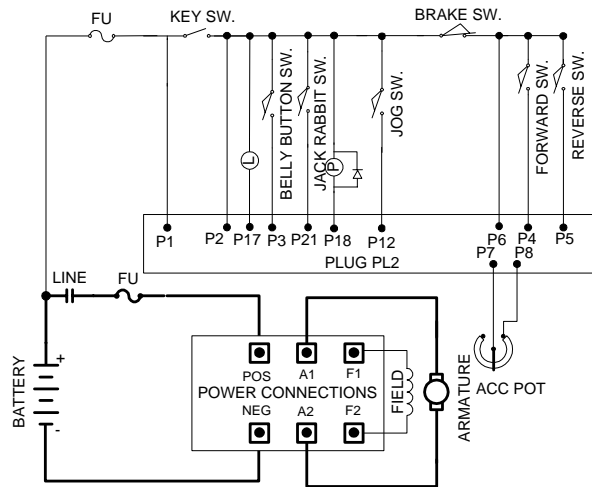 FU
KEY SW.
BRAKE SW.
BELLY BUTTON SW.
JACK RABBIT SW.
JOG SW.
FORWARD SW.
REVERSE SW.
L
P
P1
P2
P17
P3
P21
P18
P12
P6
P4
P5
P7
P8
PLUG PL2
LINE
FU
BATTERY
+
-
POS
A1
F1
POWER CONNECTIONS
NEG
A2
F2
FIELD
ARMATURE
ACC POT